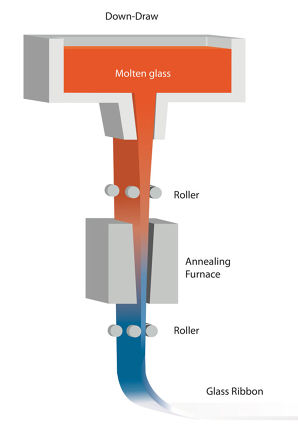 Down-Draw
Molten glass
Roller
Annealing
Furnace
Roller
Glass Ribbon